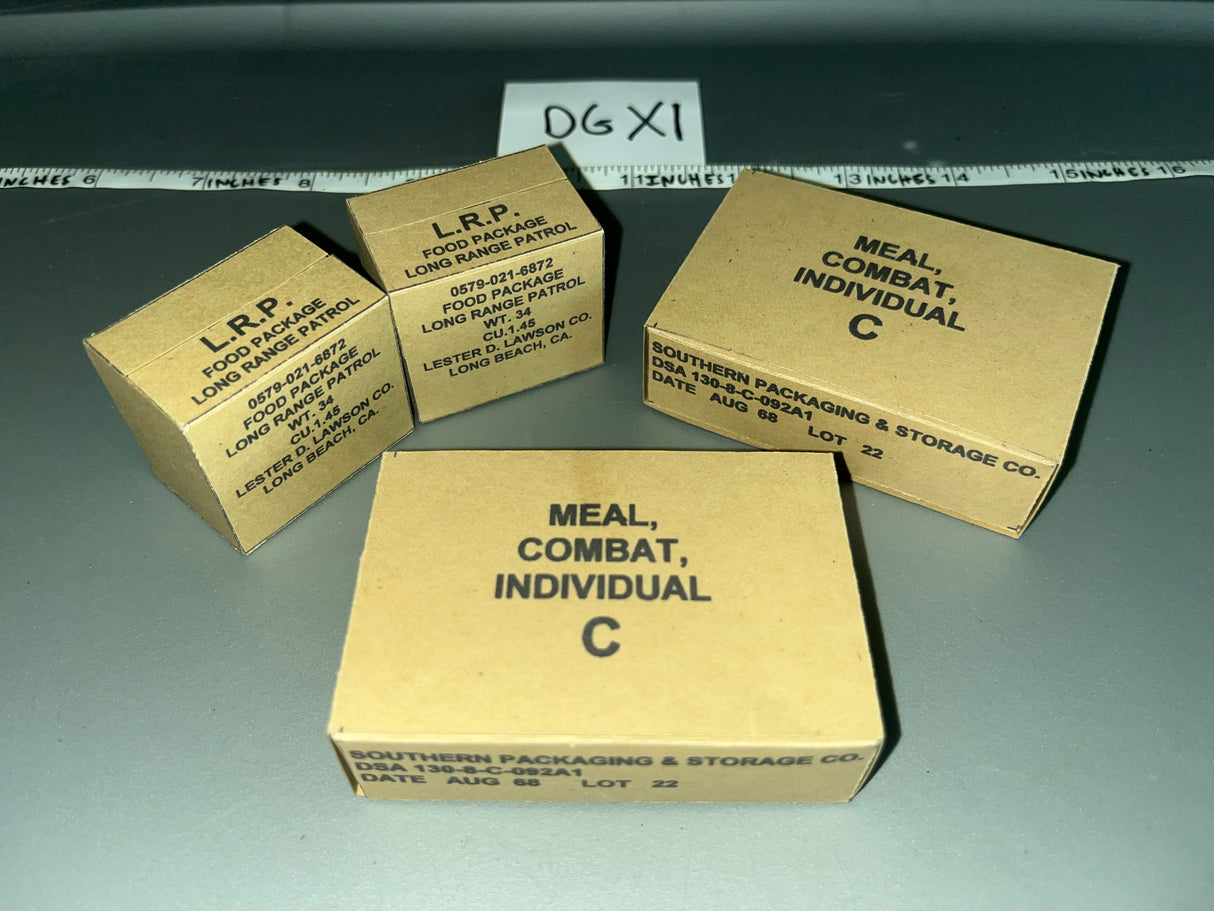 DGX1
INCHES 6 7 INCHES 8 11 INCHES 1 13 INCHES 14 15 INCHES 16
L.R.P.
FOOD PACKAGE
LONG RANGE PATROL
0579-021-6872
FOOD PACKAGE
LONG RANGE PATROL
WT. 34
CU.1.45
LESTER D. LAWSON CO.
LONG BEACH, CA.
L.R.P.
FOOD PACKAGE
LONG RANGE PATROL
0579-021-6872
FOOD PACKAGE
LONG RANGE PATROL
WT. 34
CU.1.45
LESTER D. LAWSON CO.
LONG BEACH, CA.
MEAL,
COMBAT,
INDIVIDUAL
C
SOUTHERN PACKAGING & STORAGE CO.
DSA 130-8-C-092A1
DATE AUG 68 LOT 22
MEAL,
COMBAT,
INDIVIDUAL
C
SOUTHERN PACKAGING & STORAGE CO.
DSA 130-8-C-092A1
DATE AUG 68 LOT 22